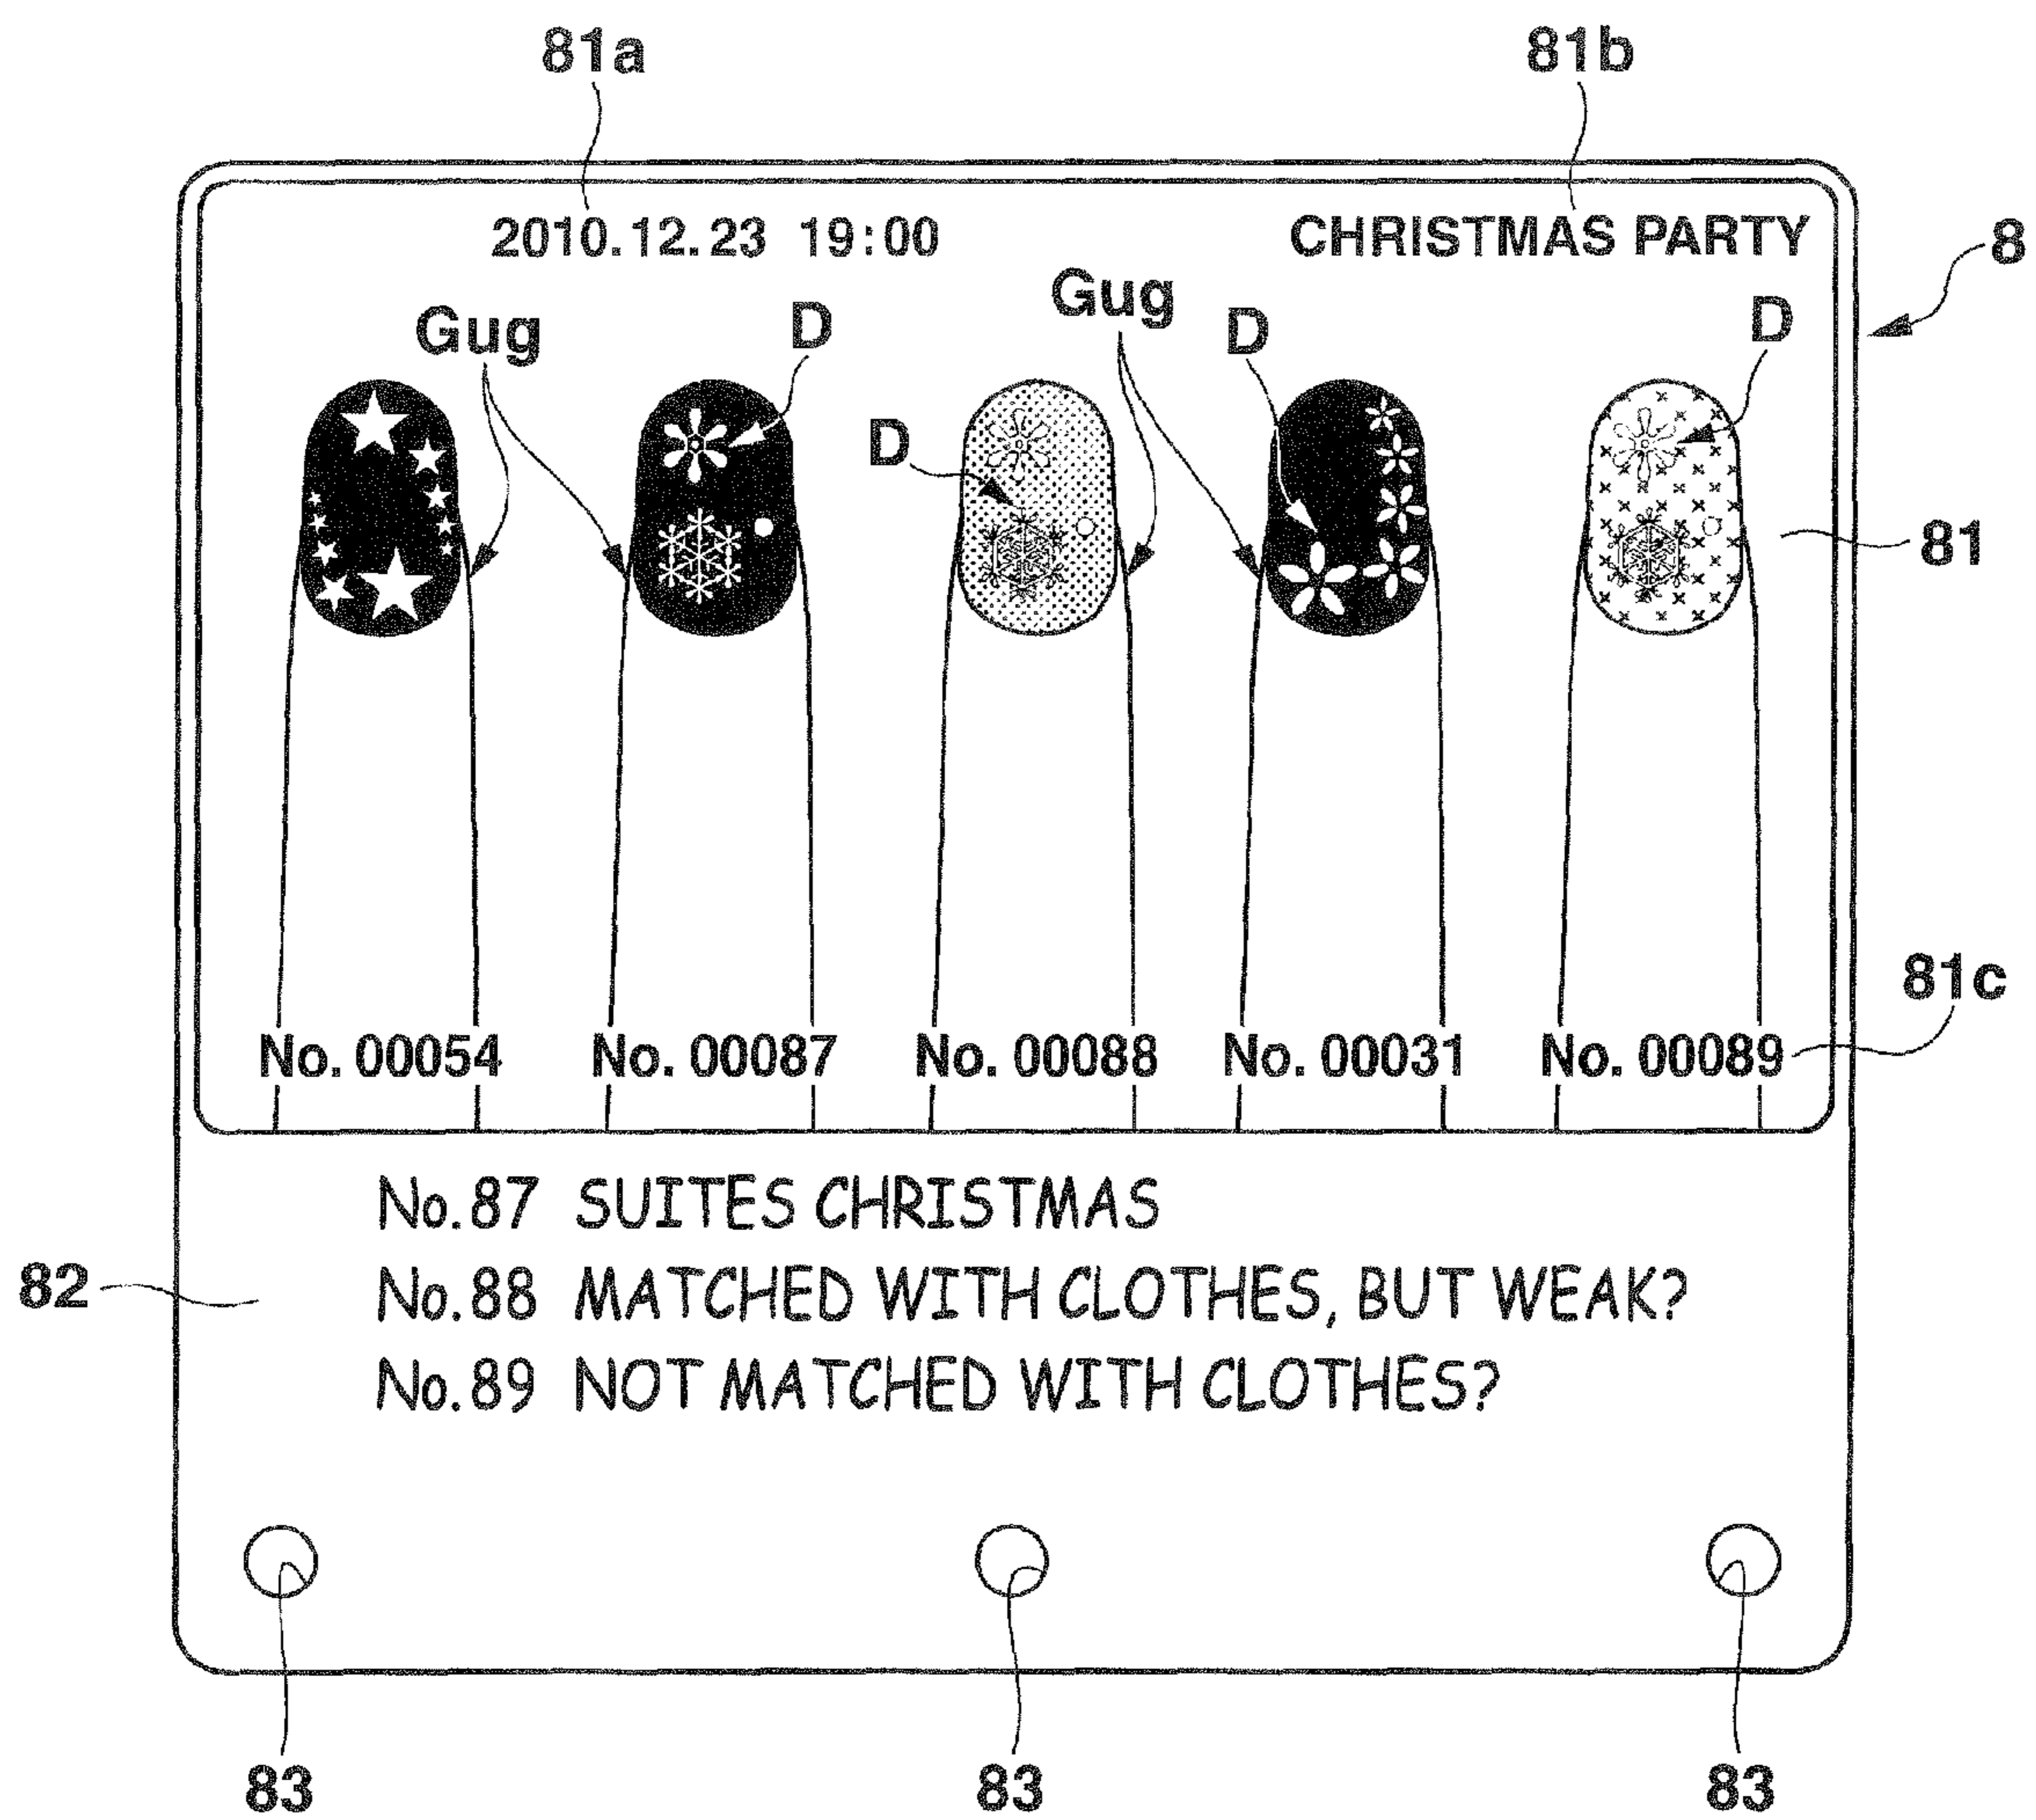 81a 81b
2010.12.23 19:00 CHRISTMAS PARTY
8
Gug D Gug D D
D
81
81c
No. 00054 No. 00087 No. 00088 No. 00031 No. 00089
No.87 SUITES CHRISTMAS
82
No.88 MATCHED WITH CLOTHES, BUT WEAK?
No.89 NOT MATCHED WITH CLOTHES?
83 83 83